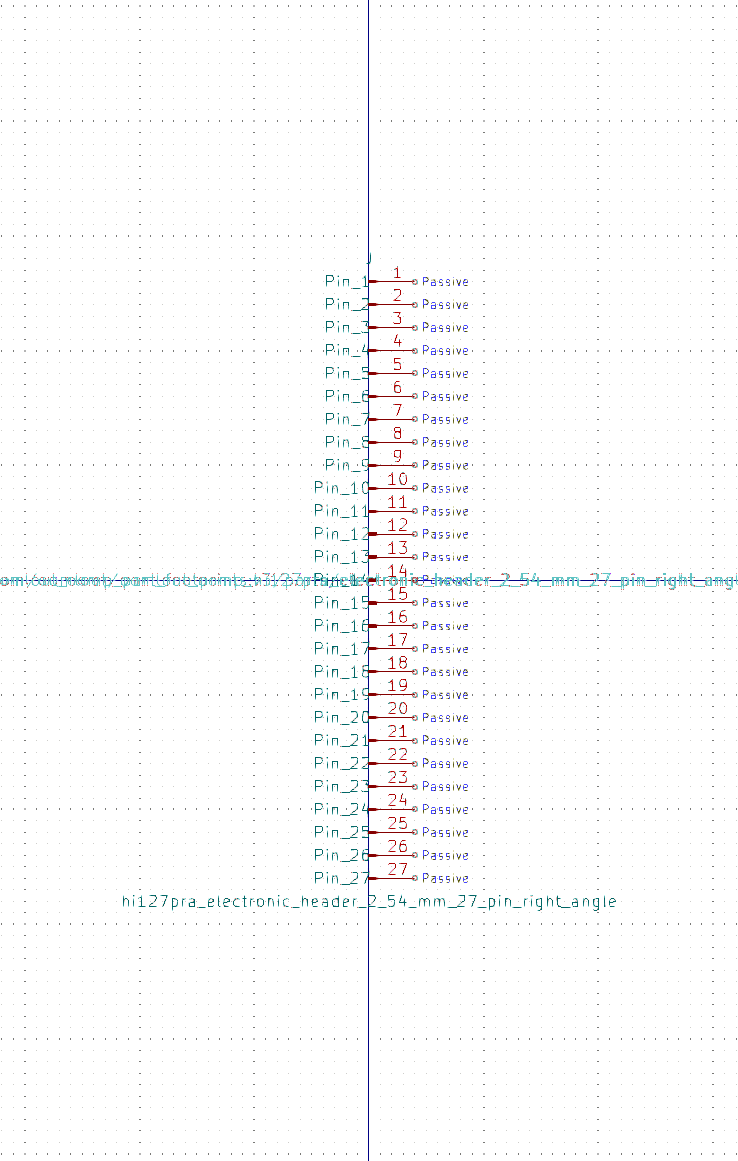 J
1
Pin_1 Passive
2
Pin_2 Passive
3
Pin_3 Passive
4
Pin_4 Passive
5
Pin_5 Passive
6
Pin_6 Passive
7
Pin_7 Passive
8
Pin_8 Passive
9
Pin_9 Passive
10
Pin_10 Passive
11
Pin_11 Passive
12
Pin_12 Passive
13
Pin_13 Passive
14
electronic_header_2_54_mm_27_pin_right_angl
15
Pin_15 Passive
16
Pin_16 Passive
17
Pin_17 Passive
18
Pin_18 Passive
19
Pin_19 Passive
20
Pin_20 Passive
21
Pin_21 Passive
22
Pin_22 Passive
23
Pin_23 Passive
24
Pin_24 Passive
25
Pin_25 Passive
26
Pin_26 Passive
27
Pin_27 Passive
hi127pra_electronic_header_2_54_mm_27_pin_right_angle